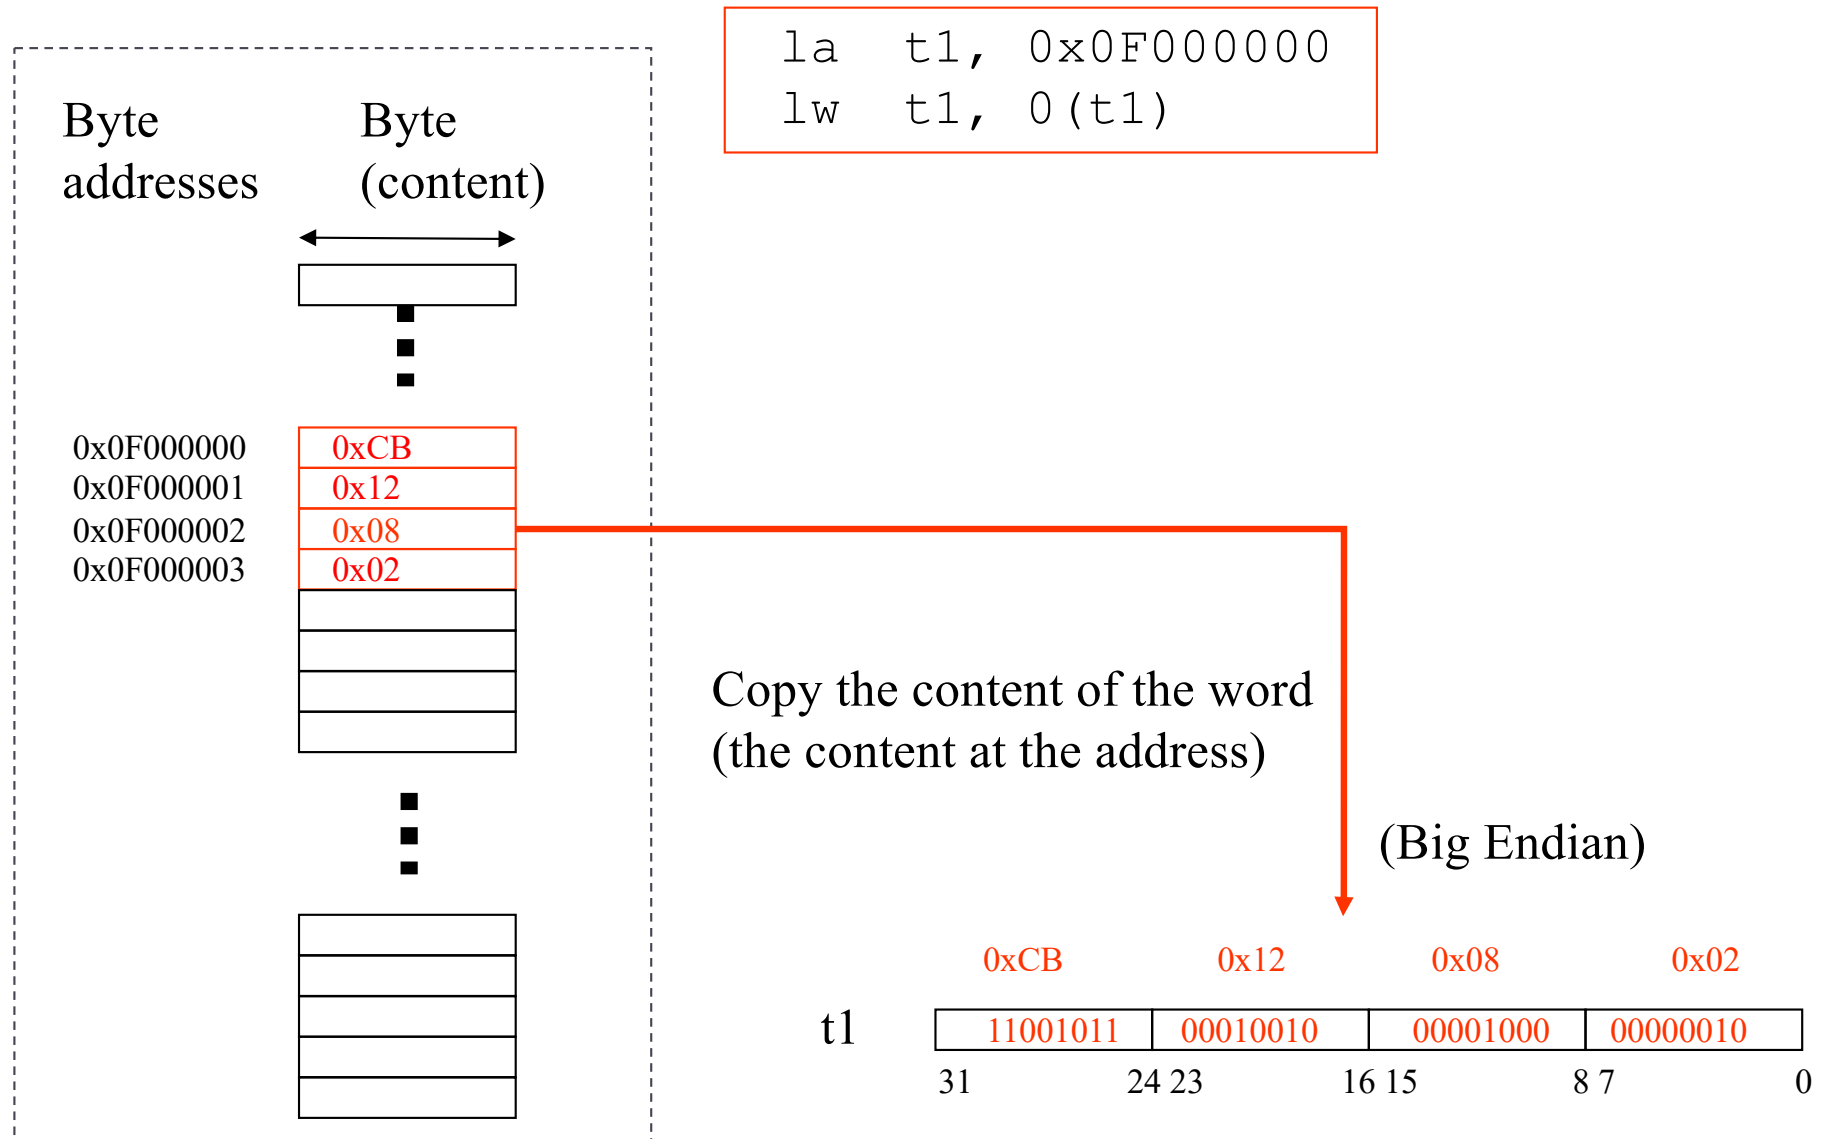 la t1, 0x0F000000
lw t1, 0(t1)
Byte addresses
Byte (content)
0x0F000000 0xCB
0x0F000001 0x12
0x0F000002 0x08
0x0F000003 0x02
Copy the content of the word
(the content at the address)
(Big Endian)
0xCB 0x12 0x08 0x02
t1 11001011 00010010 00001000 00000010
31 24 23 16 15 8 7 0